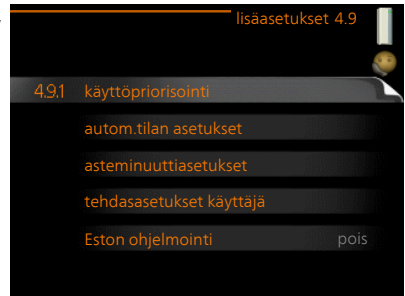 lisäasetukset 4.9
4.9.1 käyttöpriorisointi
autom.tilan asetukset
asteminuuttiasetukset
tehdasasetukset käyttäjä
Eston ohjelmointi pois